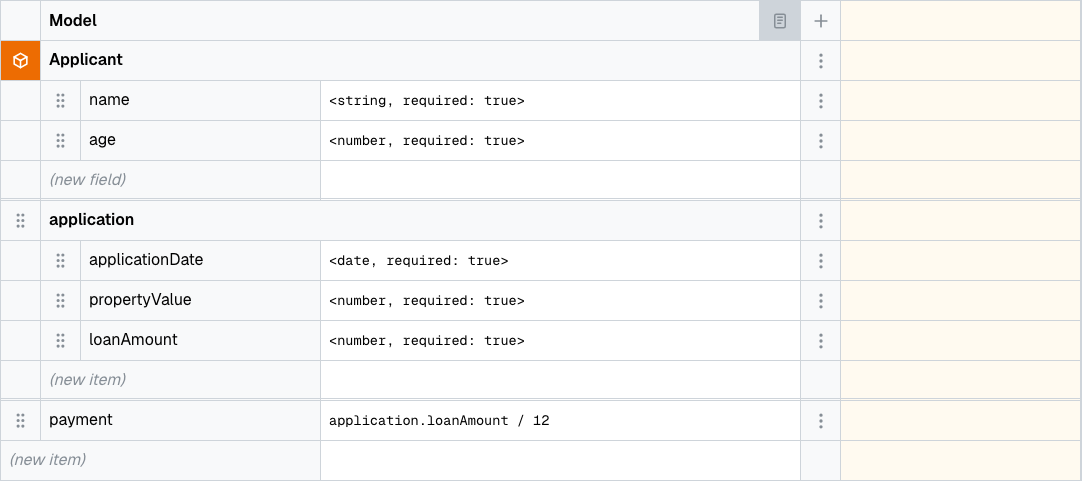 Model
Applicant
name <string, required: true>
age <number, required: true>
(new field)
application
applicationDate <date, required: true>
propertyValue <number, required: true>
loanAmount <number, required: true>
(new item)
payment application.loanAmount / 12
(new item)